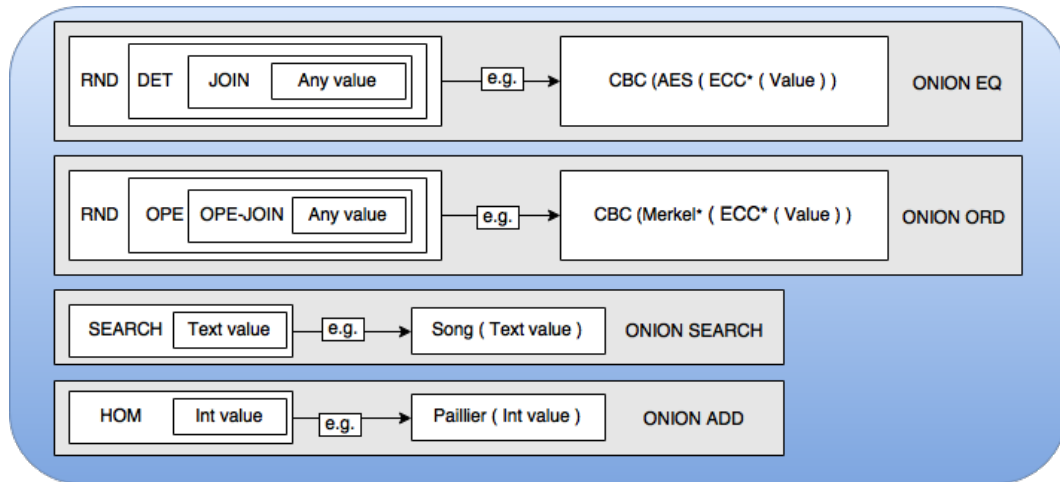 RND DET JOIN Any value e.g. CBC (AES ( ECC* ( Value ) ) ONION EQ
RND OPE OPE-JOIN Any value e.g. CBC (Merkel* ( ECC* ( Value ) ) ONION ORD
SEARCH Text value e.g. Song ( Text value ) ONION SEARCH
HOM Int value e.g. Paillier ( Int value ) ONION ADD